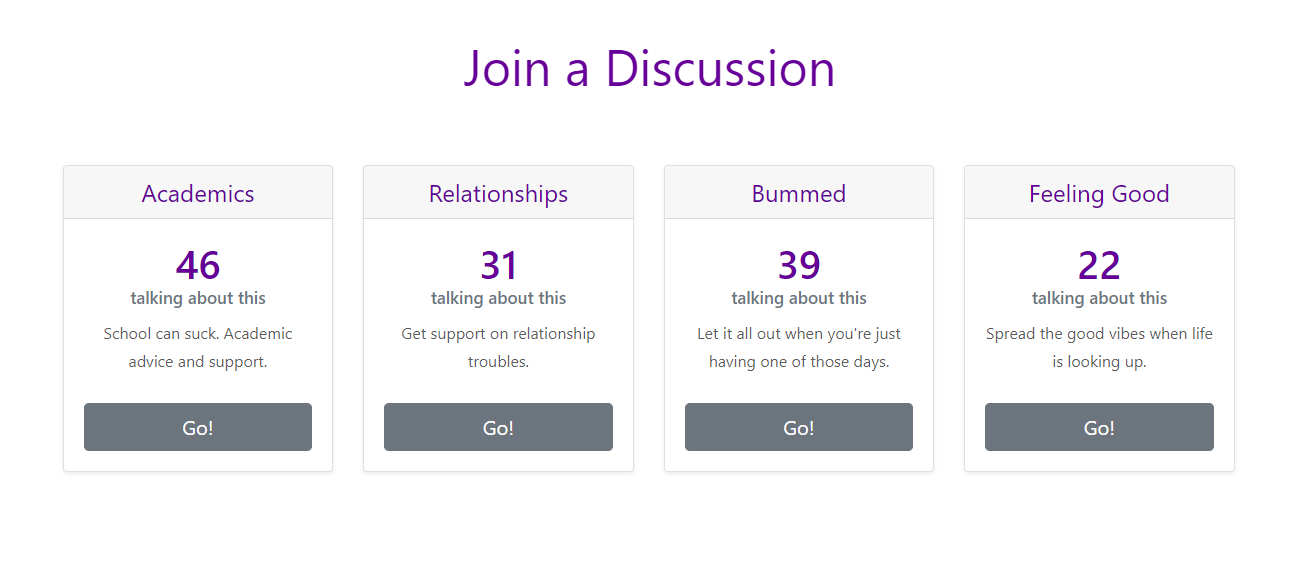 Join a Discussion
Academics
46
talking about this
School can suck. Academic
advice and support.
Go!
Relationships
31
talking about this
Get support on relationship
troubles.
Go!
Bummed
39
talking about this
Let it all out when you're just
having one of those days.
Go!
Feeling Good
22
talking about this
Spread the good vibes when life
is looking up.
Go!